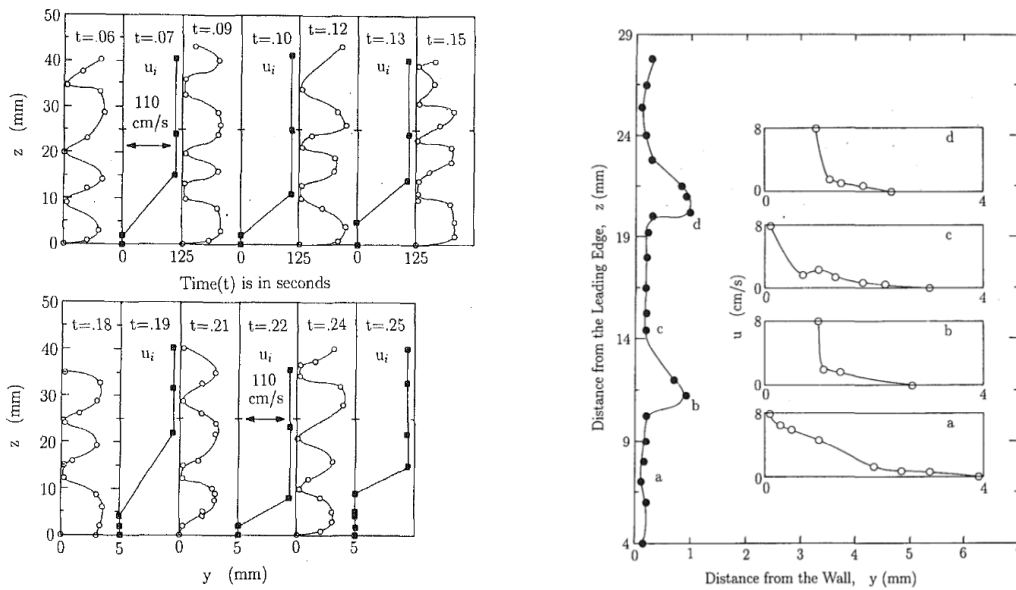 50
40
30
20
10
0
z (mm)
t=.06
t=.07
t=.09
t=.10
t=.12
t=.13
t=.15
u_i
u_i
u_i
110
cm/s
0
125
0
125
0
125
Time(t) is in seconds
50
40
30
20
10
0
z (mm)
t=.18
t=.19
t=.21
t=.22
t=.24
t=.25
u_i
u_i
u_i
110
cm/s
0
5
0
5
0
5
y (mm)
29
24
19
14
9
4
Distance from the Leading Edge, z (mm)
0
1
2
3
4
5
6
7
Distance from the Wall, y (mm)
d
c
b
a
u (cm/s)
8
0
d
4
8
0
c
0
4
8
0
b
4
8
0
a
0
4